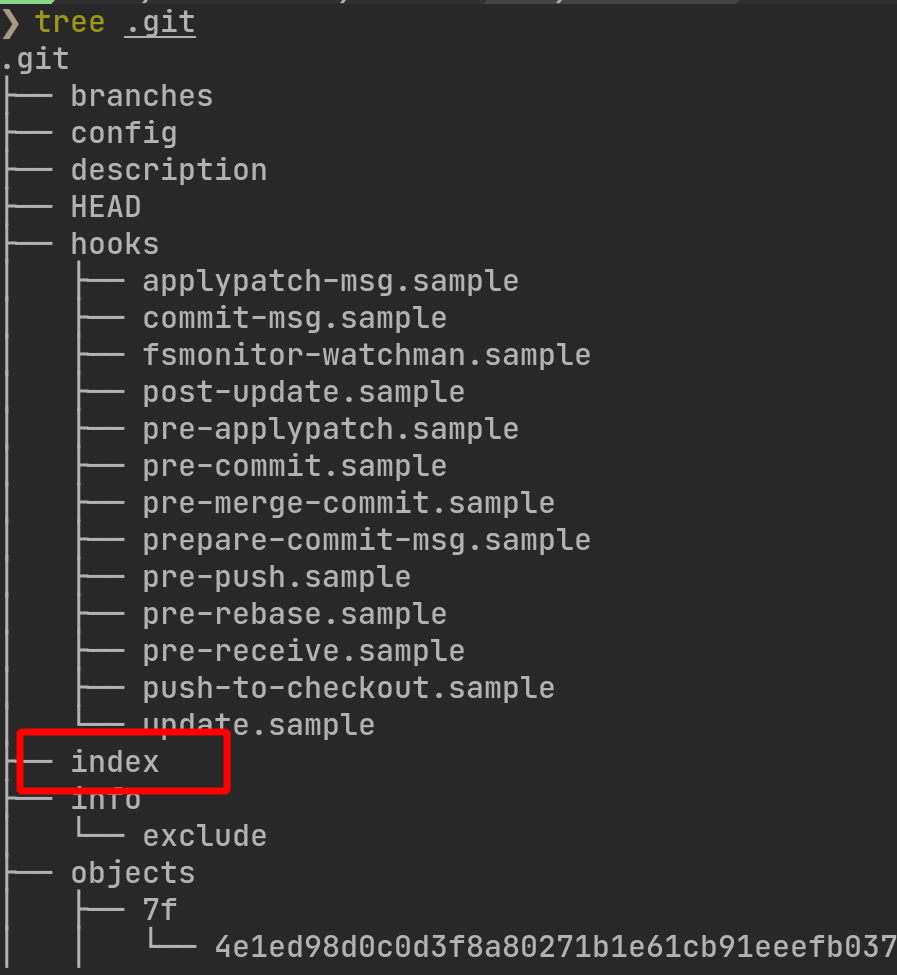 ❯ tree .git
.git
├── branches
├── config
├── description
├── HEAD
├── hooks
│   ├── applypatch-msg.sample
│   ├── commit-msg.sample
│   ├── fsmonitor-watchman.sample
│   ├── post-update.sample
│   ├── pre-applypatch.sample
│   ├── pre-commit.sample
│   ├── pre-merge-commit.sample
│   ├── prepare-commit-msg.sample
│   ├── pre-push.sample
│   ├── pre-rebase.sample
│   ├── pre-receive.sample
│   ├── push-to-checkout.sample
│   └── update.sample
├── index
├── info
│   └── exclude
├── objects
│   ├── 7f
│   │   └── 4e1ed98d0c0d3f8a80271b1e61cb91eeefb037